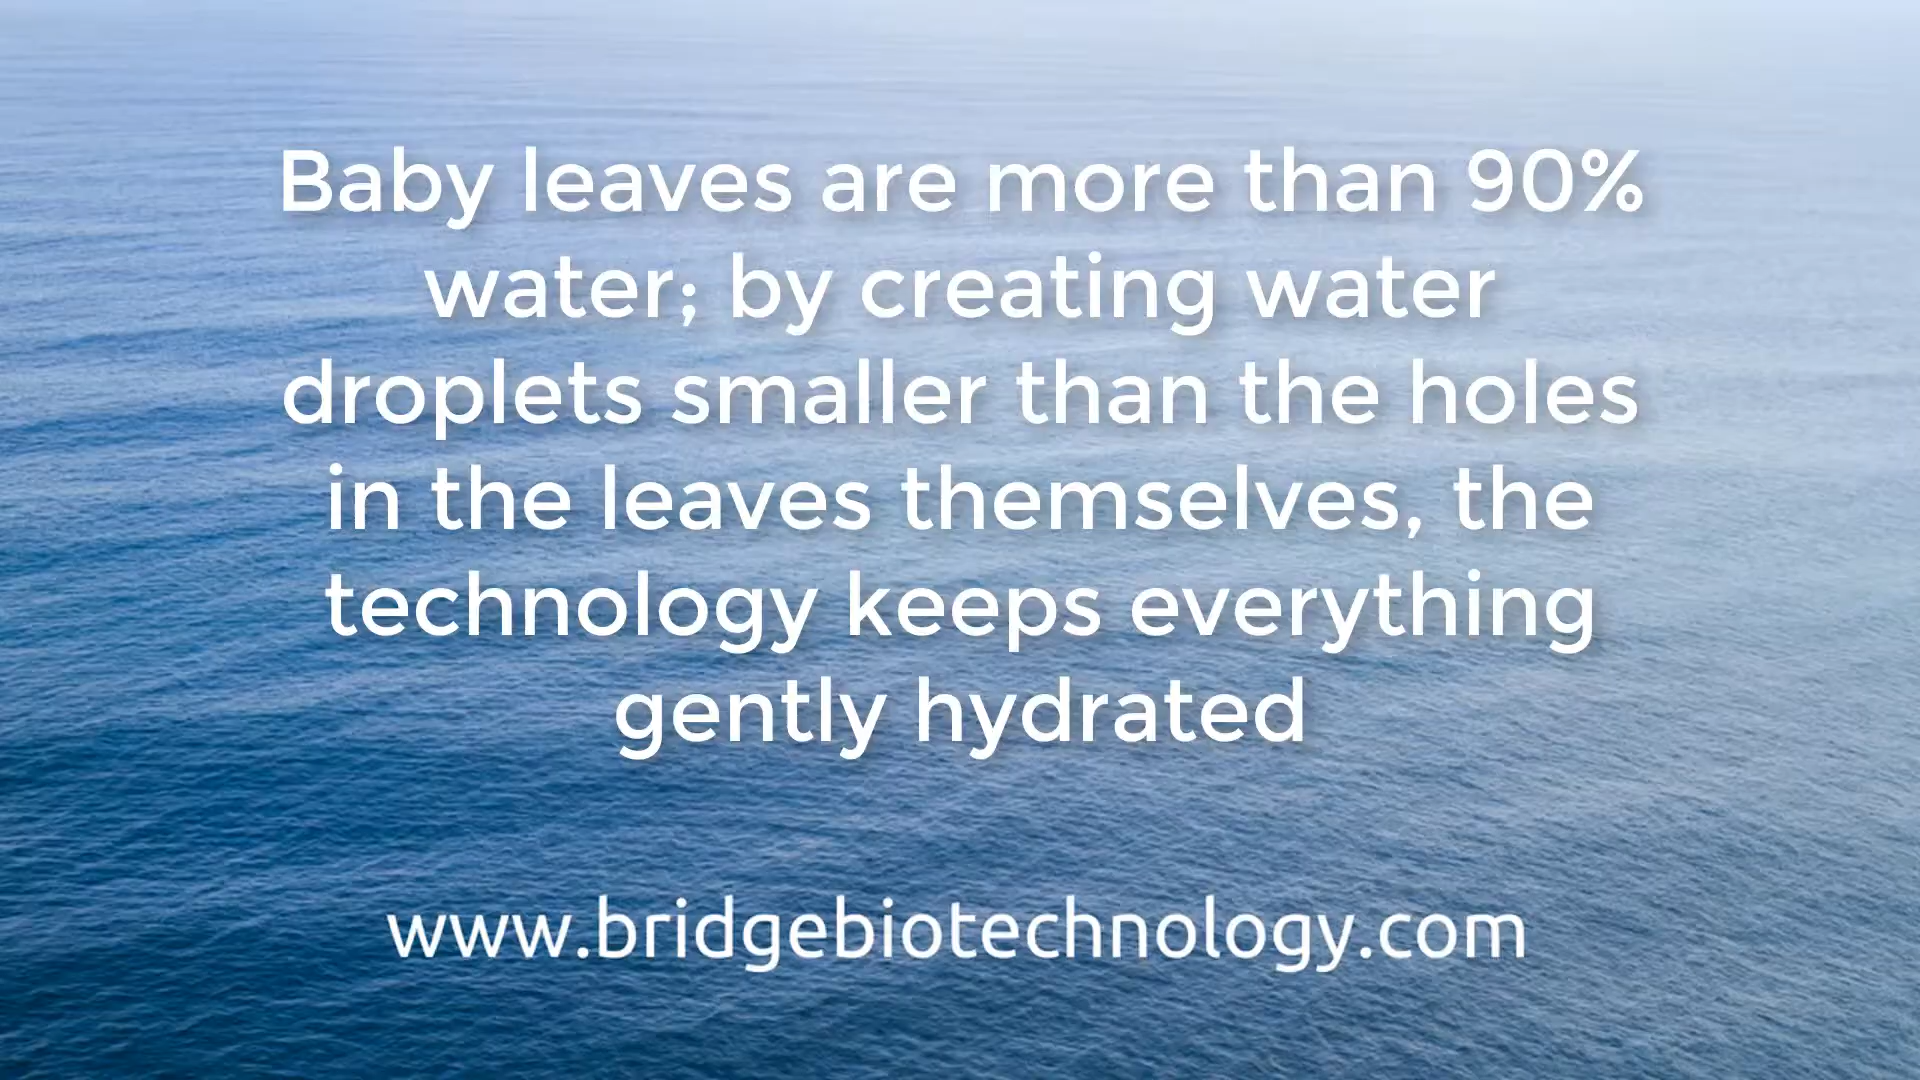 Baby leaves are more than 90%
water; by creating water
droplets smaller than the holes
in the leaves themselves, the
technology keeps everything
gently hydrated
www.bridgebiotechnology.com